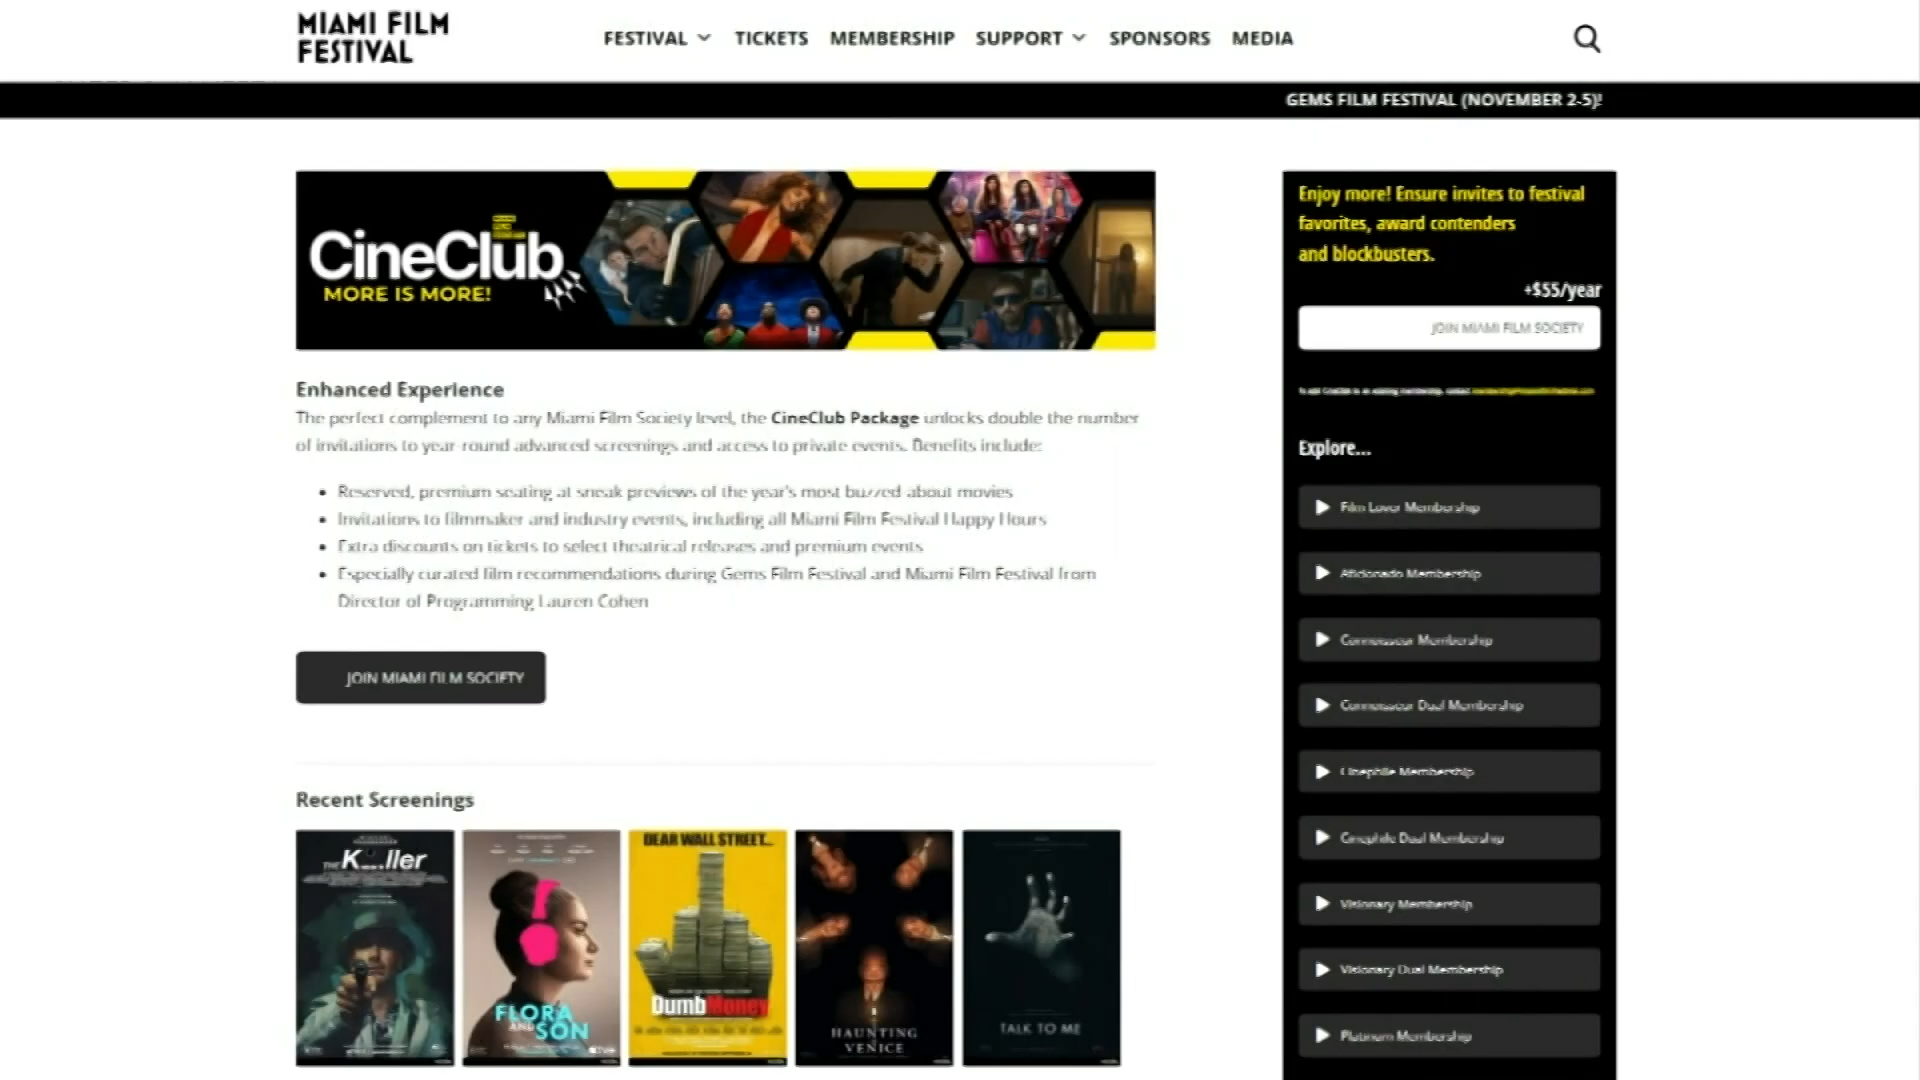 MIAMI FILM
FESTIVAL
FESTIVAL
TICKETS
MEMBERSHIP
SUPPORT
SPONSORS
MEDIA
GEMS FILM FESTIVAL (NOVEMBER 2-5)!
CineClub
MORE IS MORE!
Enhanced Experience
The perfect complement to any Miami Film Society level, the CineClub Package unlocks double the number
of invitations to year-round advanced screenings and access to private events. Benefits include:
Reserved, premium seating at sneak previews of the year's most buzzed about movies
Invitations to filmmaker and industry events, including all Miami Film Festival Happy Hours
Extra discounts on tickets to select theatrical releases and premium events
Especially curated film recommendations during Gems Film Festival and Miami Film Festival from
Director of Programming Lauren Cohen
JOIN MIAMI FILM SOCIETY
Recent Screenings
THE K ller
FLORA
AND SON
DEAR WALL STREET...
Dumb Money
HAUNTING
VENICE
TALK TO ME
Enjoy more! Ensure invites to festival
favorites, award contenders
and blockbusters.
+$55/year
JOIN MIAMI FILM SOCIETY
Explore...
Film Lover Membership
Aficionado Membership
Connoisseur Membership
Connoisseur Dual Membership
Cinephile Membership
Cinephile Dual Membership
Visionary Membership
Visionary Dual Membership
Platinum Membership